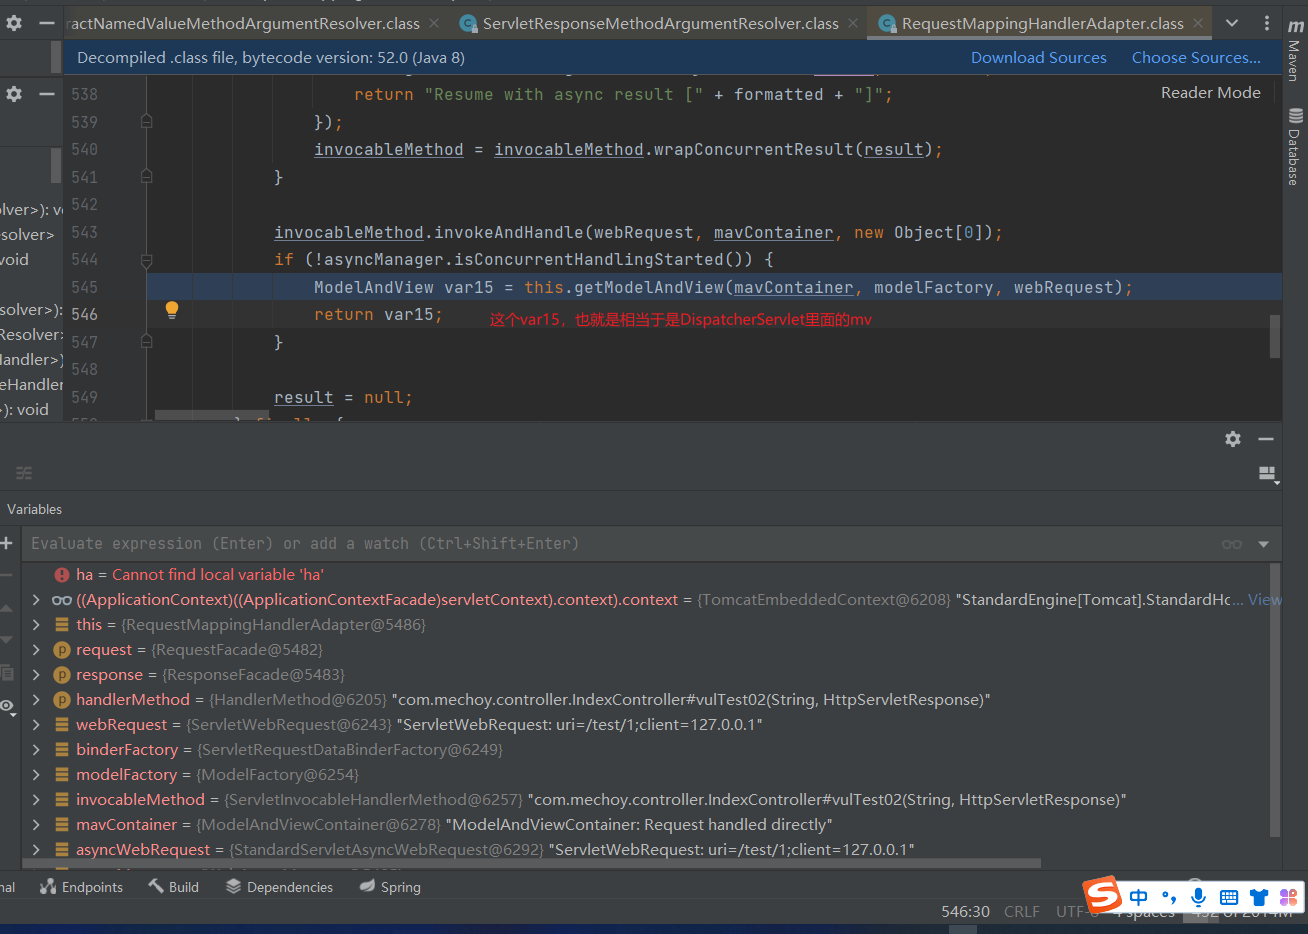 ractNamedValueMethodArgumentResolver.class
ServletResponseMethodArgumentResolver.class
RequestMappingHandlerAdapter.class
Decompiled .class file, bytecode version: 52.0 (Java 8)
Download Sources
Choose Sources...
Reader Mode
m
Maven
Database
538 return "Resume with async result [" + formatted + "]";
539 });
540 invocableMethod = invocableMethod.wrapConcurrentResult(result);
541 }
542
543 invocableMethod.invokeAndHandle(webRequest, mavContainer, new Object[0]);
544 if (!asyncManager.isConcurrentHandlingStarted()) {
545 ModelAndView var15 = this.getModelAndView(mavContainer, modelFactory, webRequest);
546 return var15; 这个var15，也就是相当于是DispatcherServlet里面的mv
547 }
548
549 result = null;
olver>): v
esolver>
void
esolver>):
Resolver>
Handler>)
eHandler
>): void
Variables
Evaluate expression (Enter) or add a watch (Ctrl+Shift+Enter)
ha = Cannot find local variable 'ha'
((ApplicationContext)((ApplicationContextFacade)servletContext).context).context = {TomcatEmbeddedContext@6208} "StandardEngine[Tomcat].StandardHc... View
this = {RequestMappingHandlerAdapter@5486}
p request = {RequestFacade@5482}
p response = {ResponseFacade@5483}
p handlerMethod = {HandlerMethod@6205} "com.mechoy.controller.IndexController#vulTest02(String, HttpServletResponse)"
webRequest = {ServletWebRequest@6243} "ServletWebRequest: uri=/test/1;client=127.0.0.1"
binderFactory = {ServletRequestDataBinderFactory@6249}
modelFactory = {ModelFactory@6254}
invocableMethod = {ServletInvocableHandlerMethod@6257} "com.mechoy.controller.IndexController#vulTest02(String, HttpServletResponse)"
mavContainer = {ModelAndViewContainer@6278} "ModelAndViewContainer: Request handled directly"
asyncWebRequest = {StandardServletAsyncWebRequest@6292} "ServletWebRequest: uri=/test/1;client=127.0.0.1"
nal
Endpoints
Build
Dependencies
Spring
中
546:30
CRLF